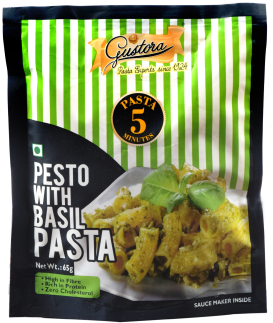 Gustora
Pasta Experts since 1924
PASTA
5
MINUTES
PESTO
WITH
BASIL
PASTA
Net Wt.: 65g
• High in Fibre
• Rich in Protein
• Zero Cholestrol
SAUCE MAKER INSIDE